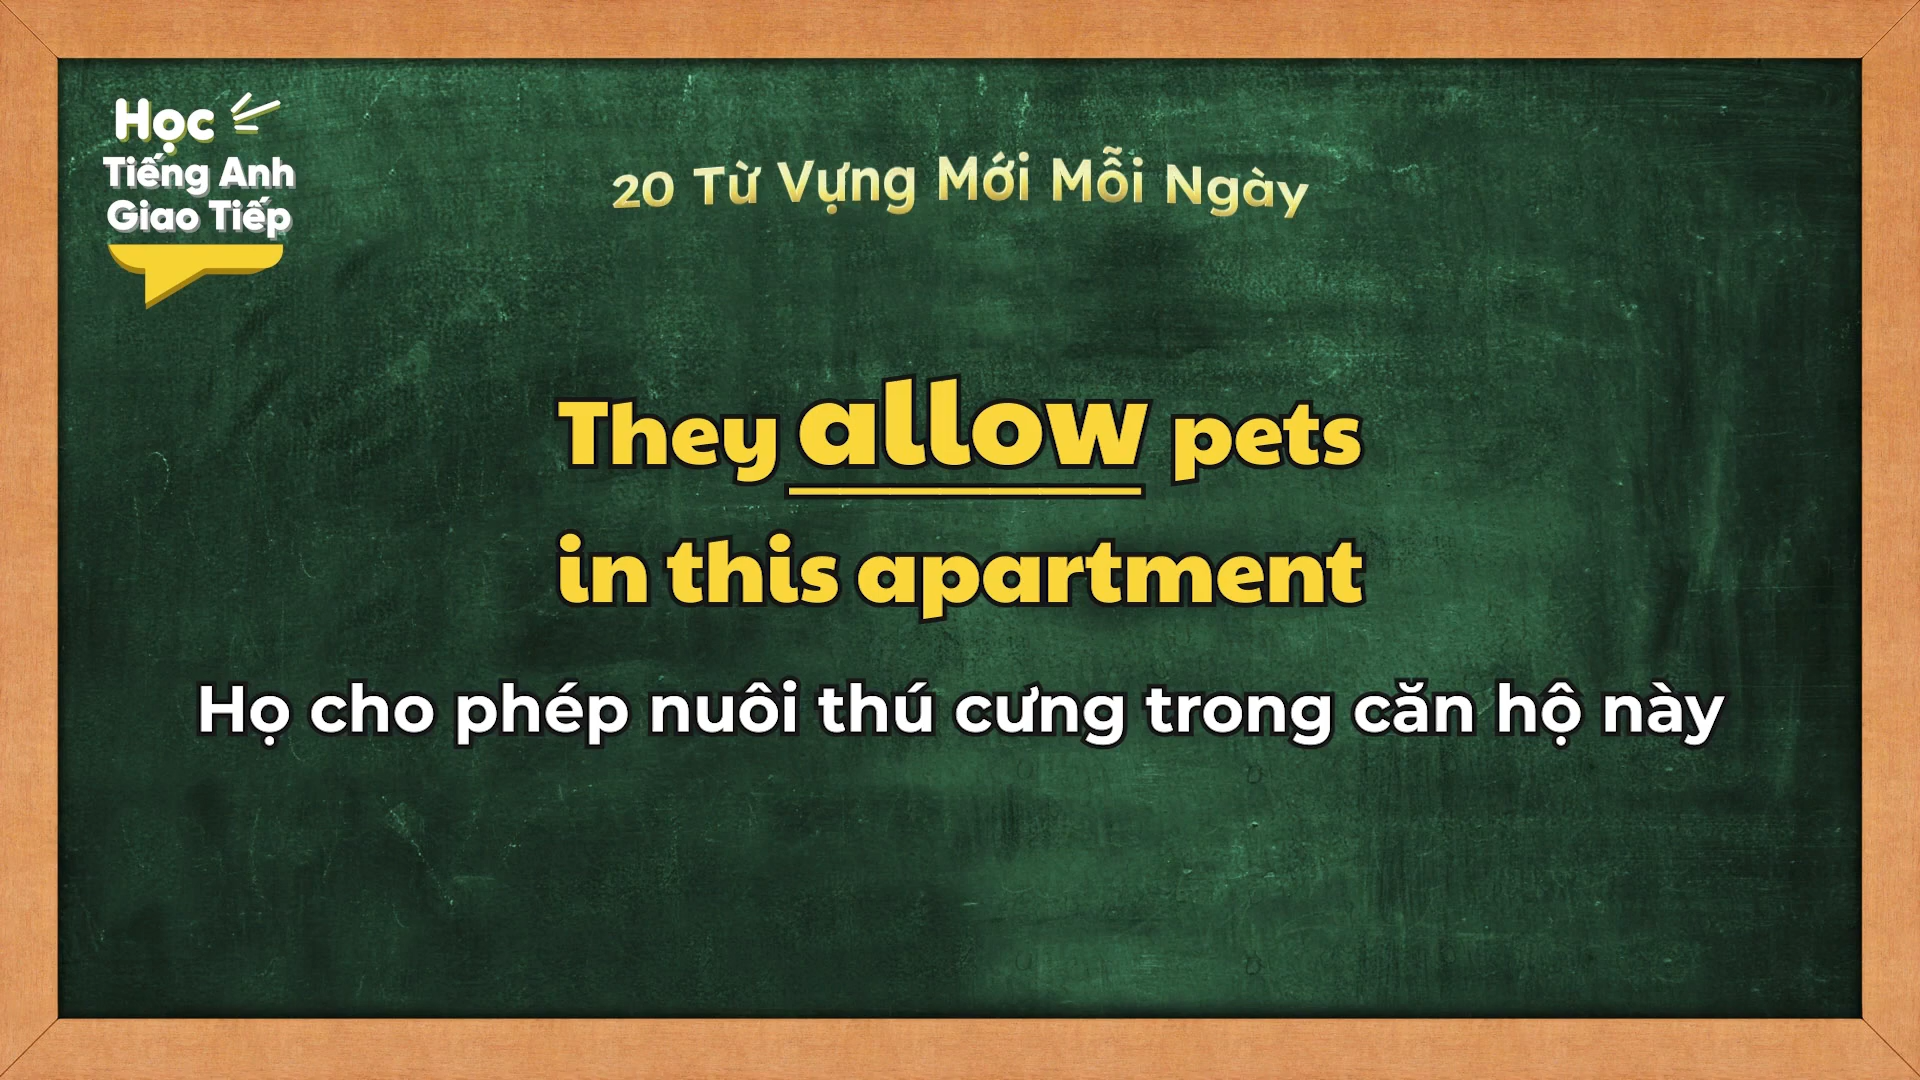 Học
Tiếng Anh
Giao Tiếp
20 Từ Vựng Mới Mỗi Ngày
They allow pets
in this apartment
Họ cho phép nuôi thú cưng trong căn hộ này